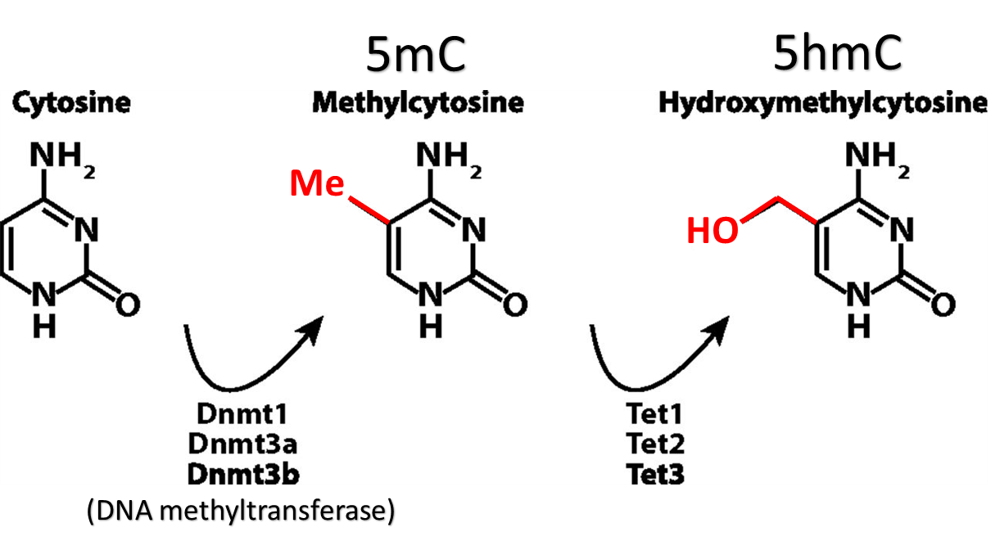 5mC
5hmC
Cytosine
Methylcytosine
Hydroxymethylcytosine
NH2
N
N
H
O
Me
NH2
N
N
H
O
HO
NH2
N
N
H
O
Dnmt1
Dnmt3a
Dnmt3b
(DNA methyltransferase)
Tet1
Tet2
Tet3